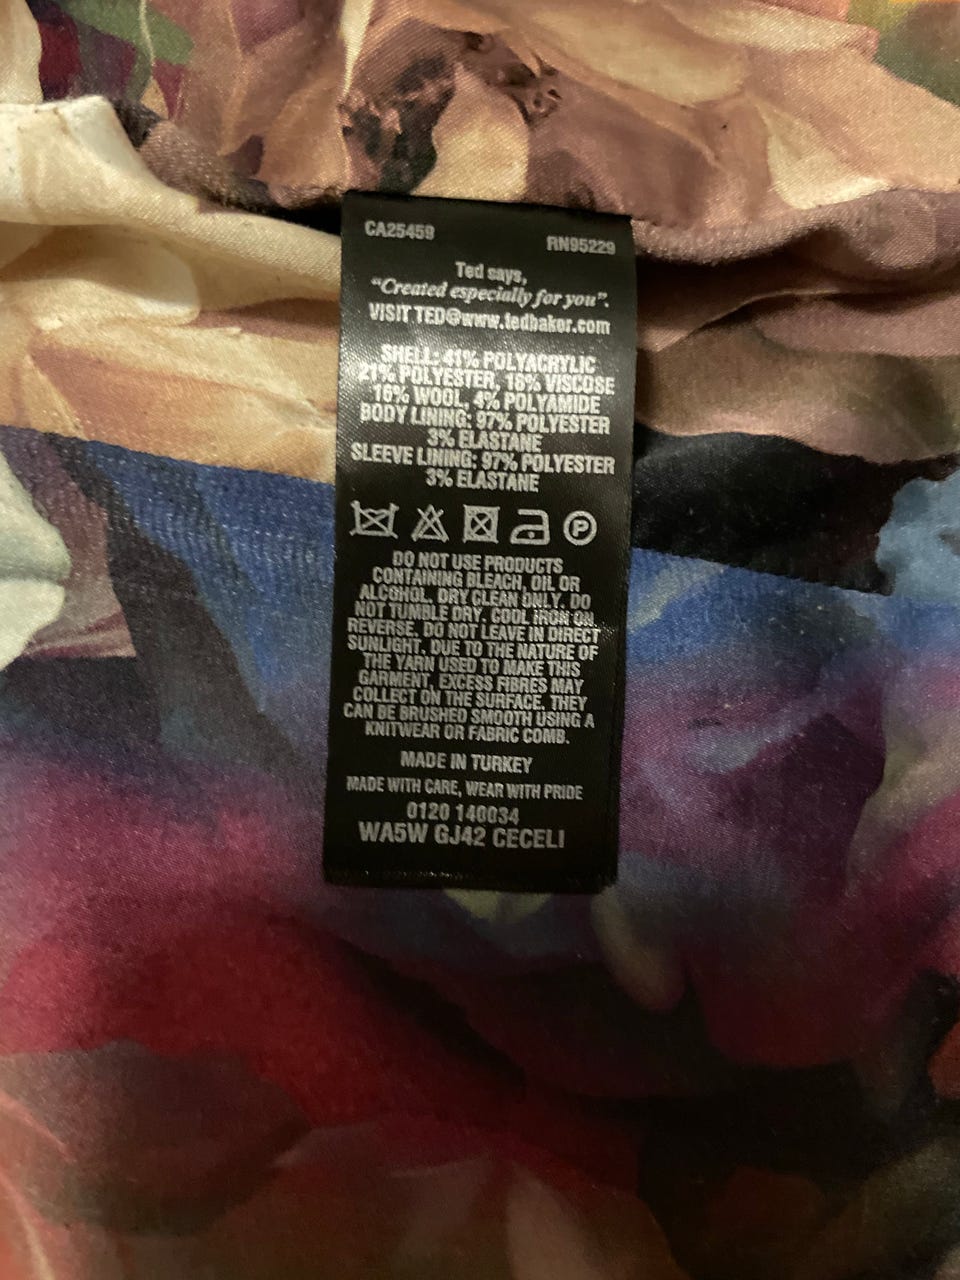 CA25459 RN95229
Ted says,
“Created especially for you”.
VISIT TED@www.tedbaker.com
SHELL: 41% POLYACRYLIC
21% POLYESTER, 18% VISCOSE
16% WOOL, 4% POLYAMIDE
BODY LINING: 97% POLYESTER
3% ELASTANE
SLEEVE LINING: 97% POLYESTER
3% ELASTANE
P
DO NOT USE PRODUCTS
CONTAINING BLEACH, OIL OR
ALCOHOL. DRY CLEAN ONLY. DO
NOT TUMBLE DRY. COOL IRON ON
REVERSE. DO NOT LEAVE IN DIRECT
SUNLIGHT. DUE TO THE NATURE OF
THE YARN USED TO MAKE THIS
GARMENT, EXCESS FIBRES MAY
COLLECT ON THE SURFACE. THEY
CAN BE BRUSHED SMOOTH USING A
KNITWEAR OR FABRIC COMB.
MADE IN TURKEY
MADE WITH CARE, WEAR WITH PRIDE
0120 140034
WA5W GJ42 CECELI